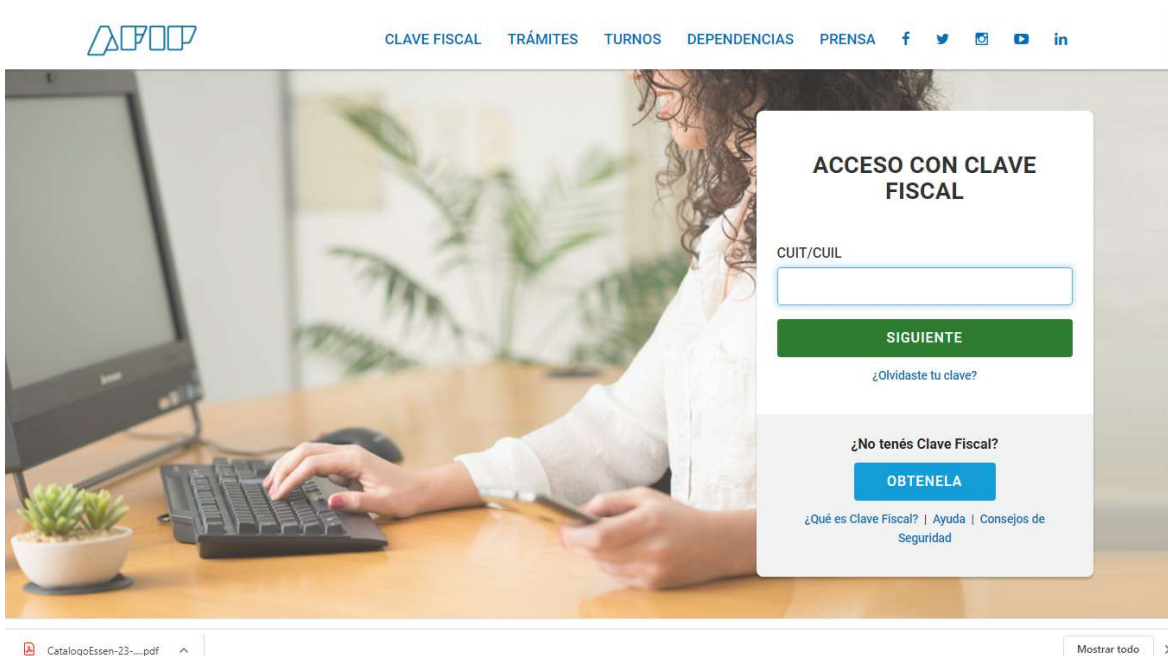 AFIP
CLAVE FISCAL TRÁMITES TURNOS DEPENDENCIAS PRENSA
ACCESO CON CLAVE
FISCAL
CUIT/CUIL
SIGUIENTE
¿Olvidaste tu clave?
¿No tenés Clave Fiscal?
OBTENELA
¿Qué es Clave Fiscal? | Ayuda | Consejos de
Seguridad
CatalogoEssen-23-....pdf
Mostrar todo